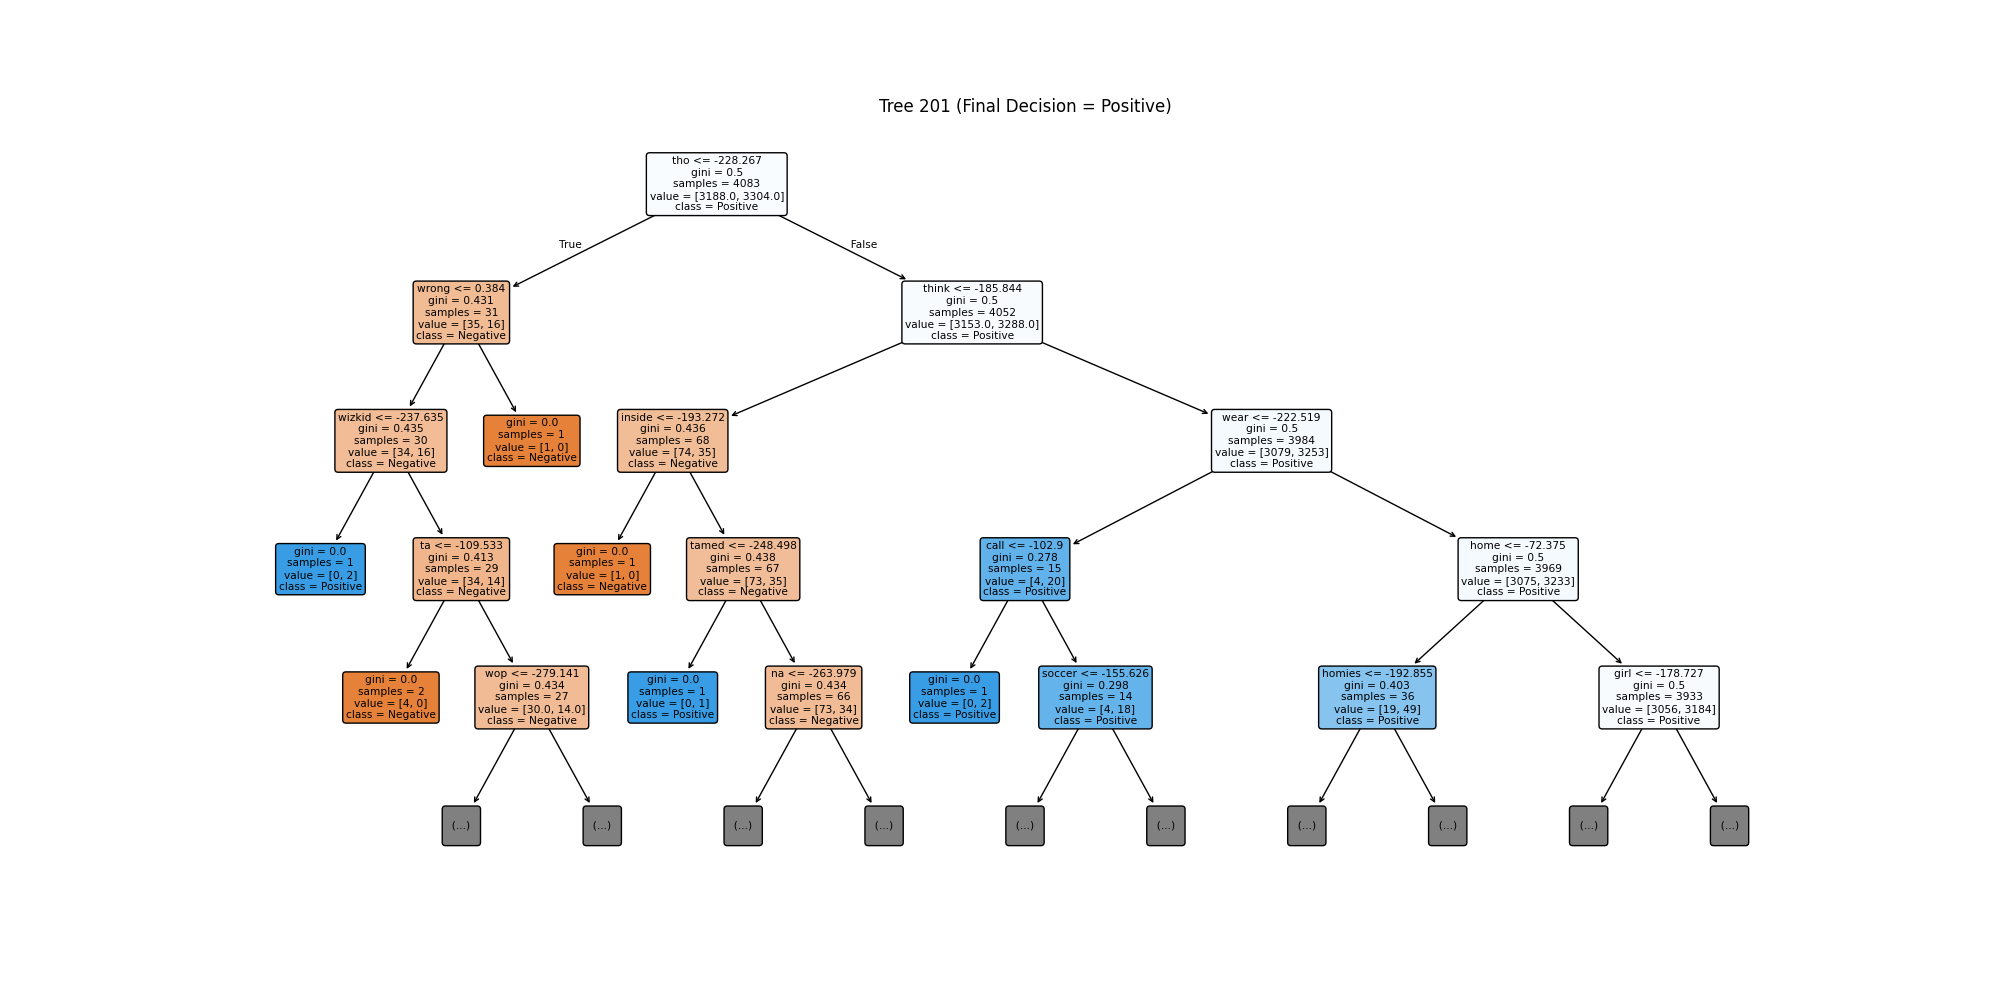 Tree 201 (Final Decision = Positive)
tho <= -228.267
gini = 0.5
samples = 4083
value = [3188.0, 3304.0]
class = Positive
True
False
wrong <= 0.384
gini = 0.431
samples = 31
value = [35, 16]
class = Negative
think <= -185.844
gini = 0.5
samples = 4052
value = [3153.0, 3288.0]
class = Positive
wizkid <= -237.635
gini = 0.435
samples = 30
value = [34, 16]
class = Negative
gini = 0.0
samples = 1
value = [1, 0]
class = Negative
inside <= -193.272
gini = 0.436
samples = 68
value = [74, 35]
class = Negative
wear <= -222.519
gini = 0.5
samples = 3984
value = [3079, 3253]
class = Positive
gini = 0.0
samples = 1
value = [0, 2]
class = Positive
ta <= -109.533
gini = 0.413
samples = 29
value = [34, 14]
class = Negative
gini = 0.0
samples = 1
value = [1, 0]
class = Negative
tamed <= -248.498
gini = 0.438
samples = 67
value = [73, 35]
class = Negative
call <= -102.9
gini = 0.278
samples = 15
value = [4, 20]
class = Positive
home <= -72.375
gini = 0.5
samples = 3969
value = [3075, 3233]
class = Positive
gini = 0.0
samples = 2
value = [4, 0]
class = Negative
wop <= -279.141
gini = 0.434
samples = 27
value = [30.0, 14.0]
class = Negative
gini = 0.0
samples = 1
value = [0, 1]
class = Positive
na <= -263.979
gini = 0.434
samples = 66
value = [73, 34]
class = Negative
gini = 0.0
samples = 1
value = [0, 2]
class = Positive
soccer <= -155.626
gini = 0.298
samples = 14
value = [4, 18]
class = Positive
homies <= -192.855
gini = 0.403
samples = 36
value = [19, 49]
class = Positive
girl <= -178.727
gini = 0.5
samples = 3933
value = [3056, 3184]
class = Positive
(...)
(...)
(...)
(...)
(...)
(...)
(...)
(...)
(...)
(...)